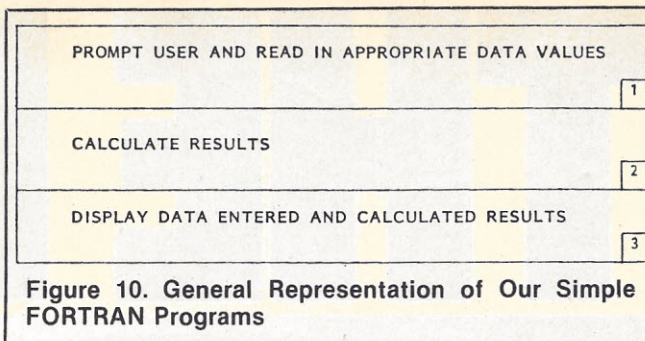 PROMPT USER AND READ IN APPROPRIATE DATA VALUES
1
CALCULATE RESULTS
2
DISPLAY DATA ENTERED AND CALCULATED RESULTS
3
Figure 10. General Representation of Our Simple
FORTRAN Programs